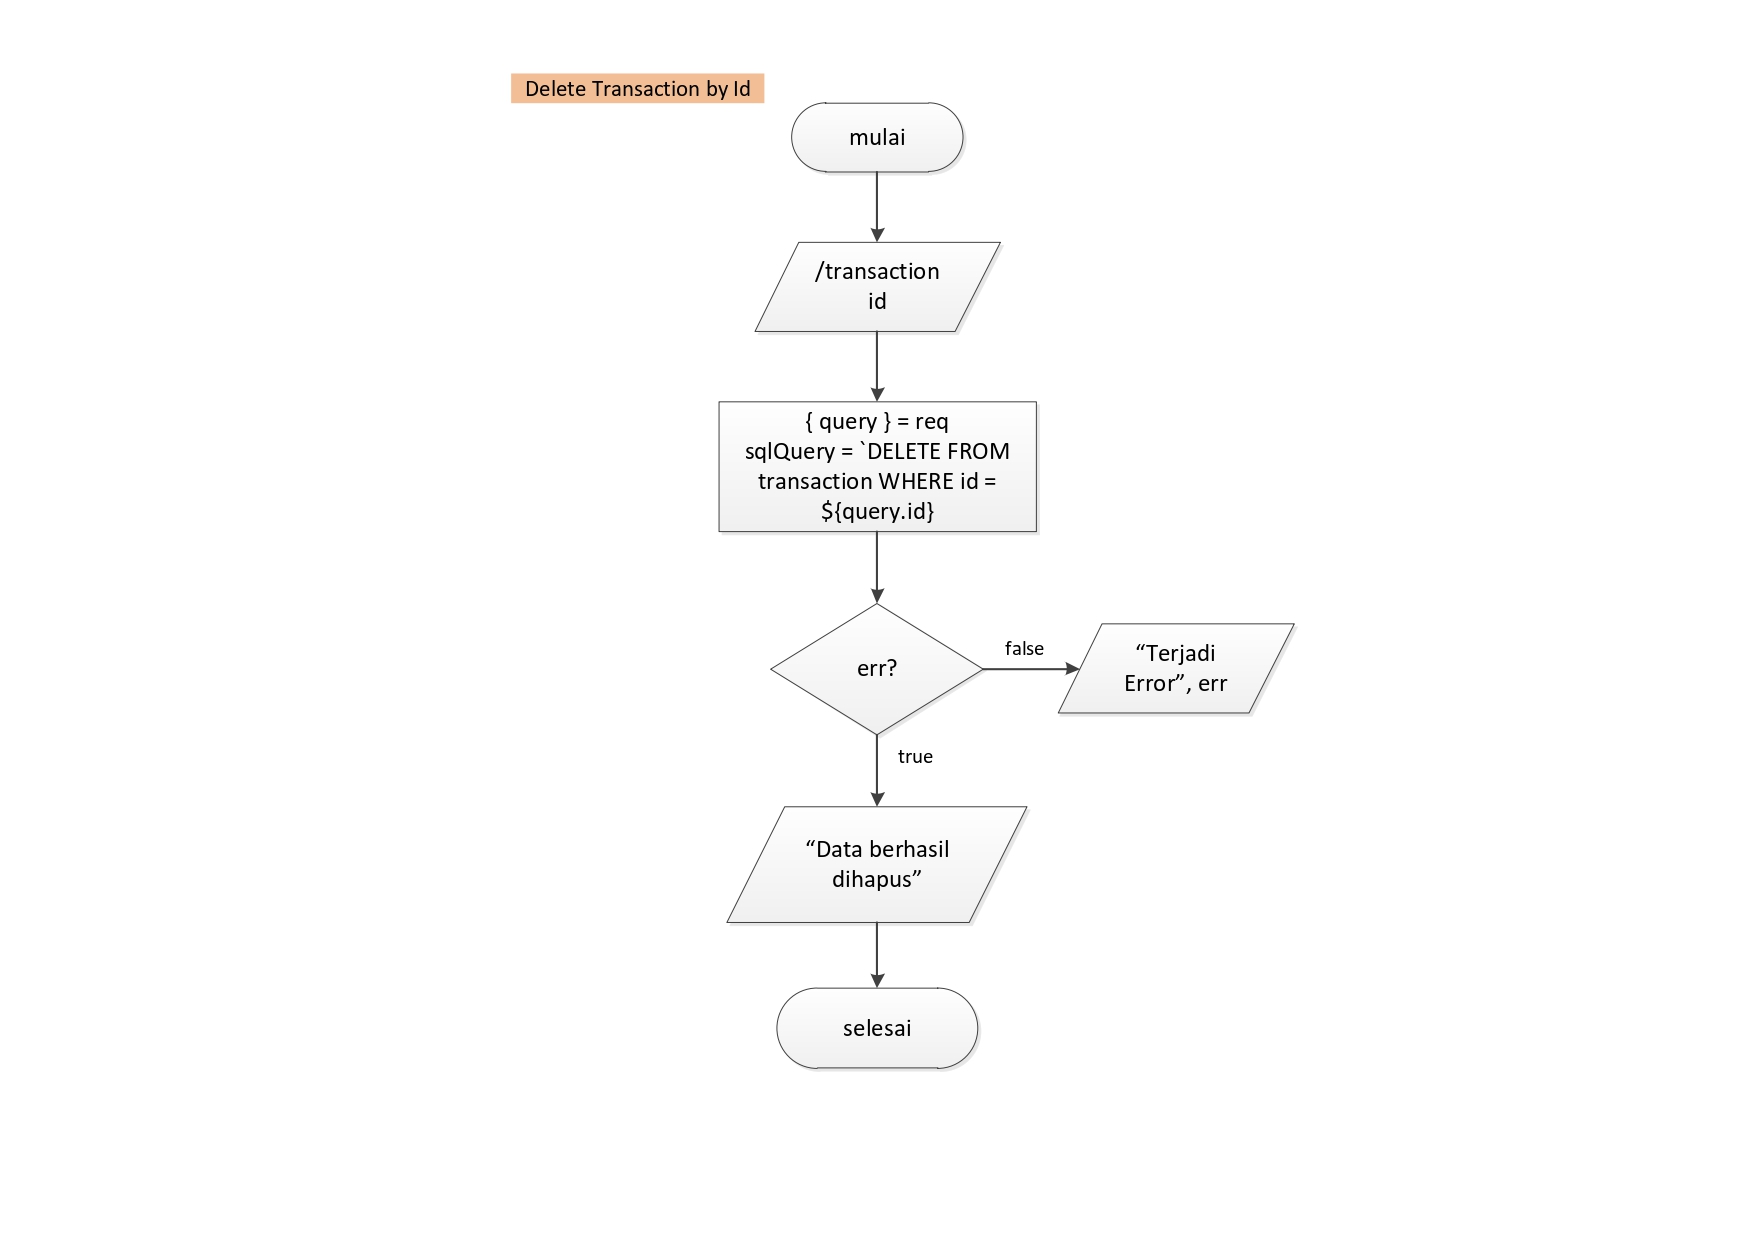 Delete Transaction by Id
mulai
/transaction
id
{ query } = req
sqlQuery = `DELETE FROM
transaction WHERE id =
${query.id}
err?
false
“Terjadi
Error”, err
true
“Data berhasil
dihapus”
selesai